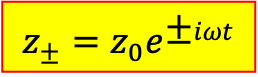 z± = z₀e^±iωt